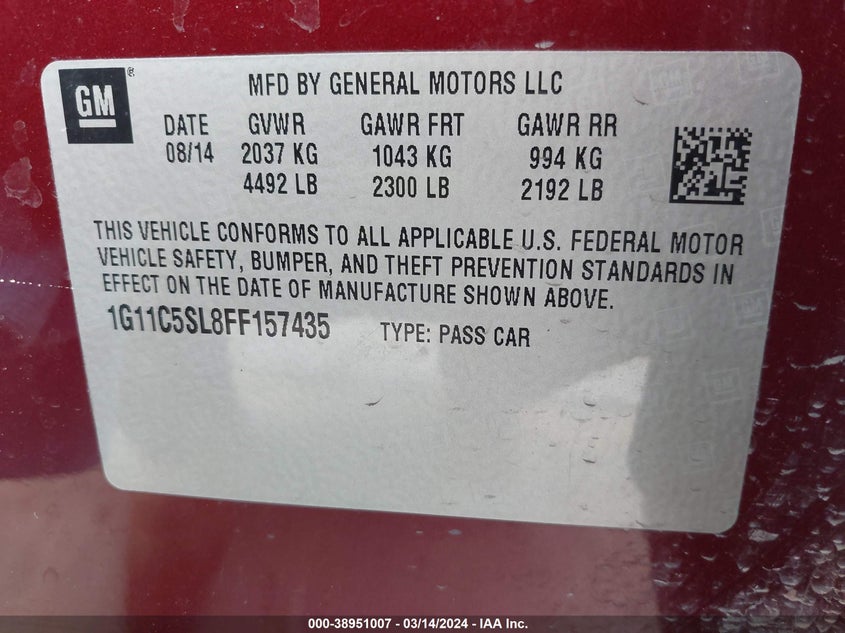 GM®
MFD BY GENERAL MOTORS LLC
DATE GVWR GAWR FRT GAWR RR
08/14 2037 KG 1043 KG 994 KG
4492 LB 2300 LB 2192 LB
THIS VEHICLE CONFORMS TO ALL APPLICABLE U.S. FEDERAL MOTOR
VEHICLE SAFETY, BUMPER, AND THEFT PREVENTION STANDARDS IN
EFFECT ON THE DATE OF MANUFACTURE SHOWN ABOVE.
1G11C5SL8FF157435 TYPE: PASS CAR
000-38951007 - 03/14/2024 - IAA Inc.